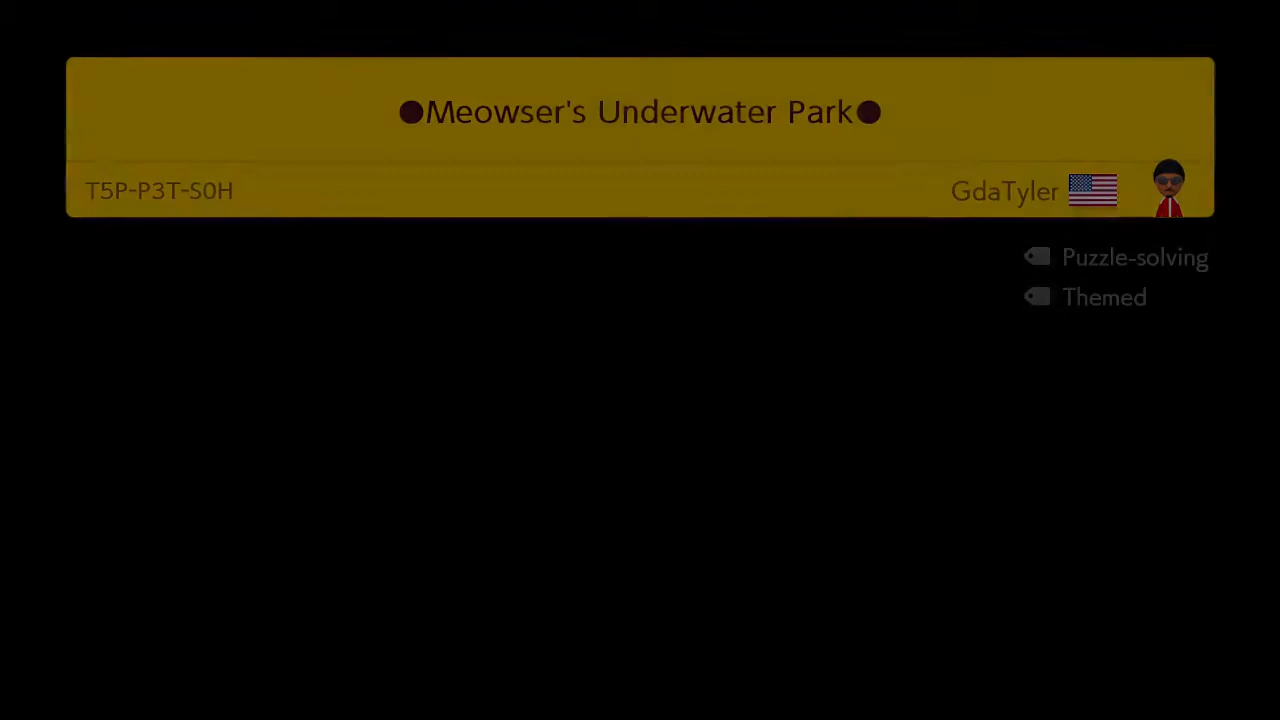 ●Meowser's Underwater Park●
T5P-P3T-S0H
GdaTyler
Puzzle-solving
Themed